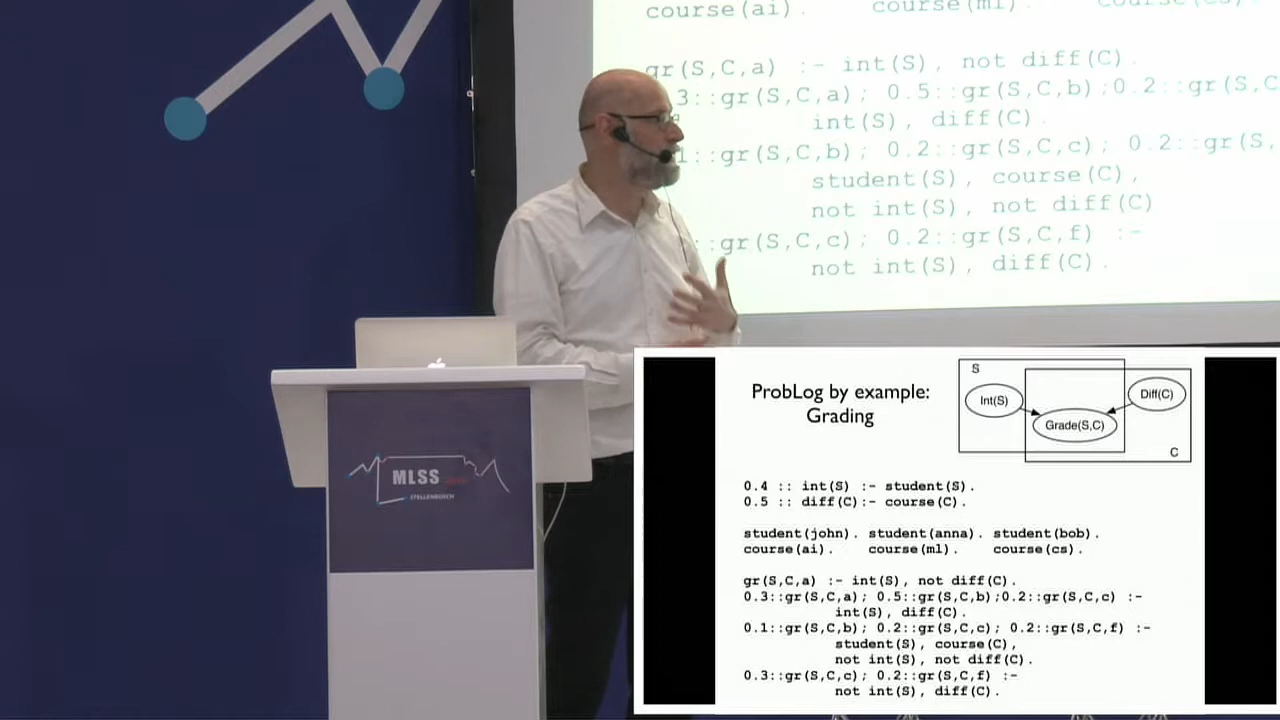 course(ai). course(ml). course(cs).
gr(S,C,a) :- int(S), not diff(C).
3::gr(S,C,a); 0.5::gr(S,C,b);0.2::gr(S,C
int(S), diff(C).
1::gr(S,C,b); 0.2::gr(S,C,c); 0.2::gr(S,
student(S), course(C),
not int(S), not diff(C)
::gr(S,C,c); 0.2::gr(S,C,f) :-
not int(S), diff(C).
MLSS
STELLENBOSCH
ProbLog by example:
Grading
S
Int(S)
Diff(C)
Grade(S,C)
C
0.4 :: int(S) :- student(S).
0.5 :: diff(C):- course(C).
student(john). student(anna). student(bob).
course(ai). course(ml). course(cs).
gr(S,C,a) :- int(S), not diff(C).
0.3::gr(S,C,a); 0.5::gr(S,C,b);0.2::gr(S,C,c) :-
int(S), diff(C).
0.1::gr(S,C,b); 0.2::gr(S,C,c); 0.2::gr(S,C,f) :-
student(S), course(C),
not int(S), not diff(C).
0.3::gr(S,C,c); 0.2::gr(S,C,f) :-
not int(S), diff(C).